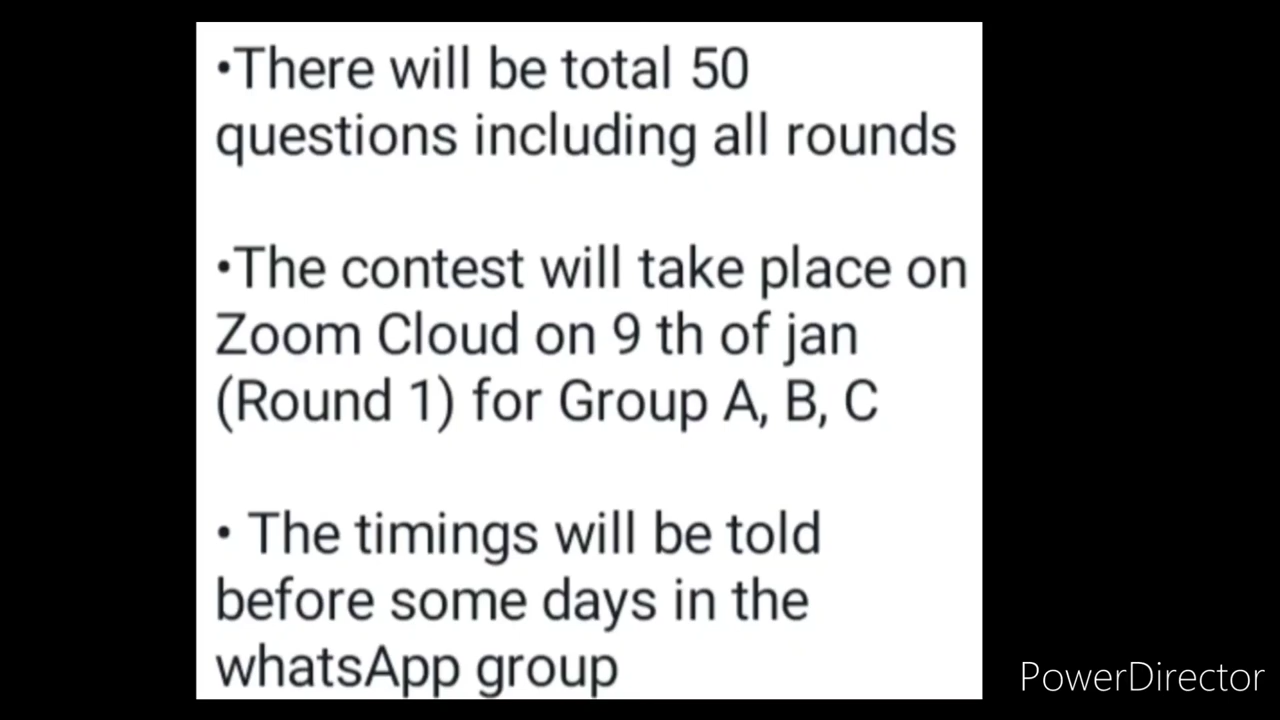 •There will be total 50
questions including all rounds
•The contest will take place on
Zoom Cloud on 9 th of jan
(Round 1) for Group A, B, C
• The timings will be told
before some days in the
whatsApp group
PowerDirector